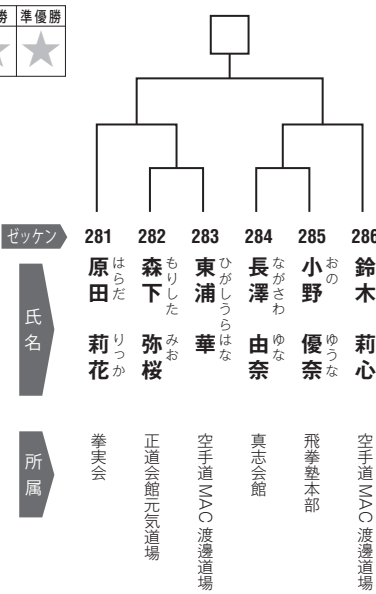 勝
準優勝
ゼッケン
281
282
283
284
285
286
氏名
原田 莉花
はらだ りっか
森下 弥桜
もりした みお
東浦 華
ひがしうら はな
長澤 由奈
ながさわ ゆな
小野 優奈
おの ゆうな
鈴木 莉心
所属
拳実会
正道会館元気道場
空手道MAC渡邊道場
真志会館
飛拳塾本部
空手道MAC渡邊道場